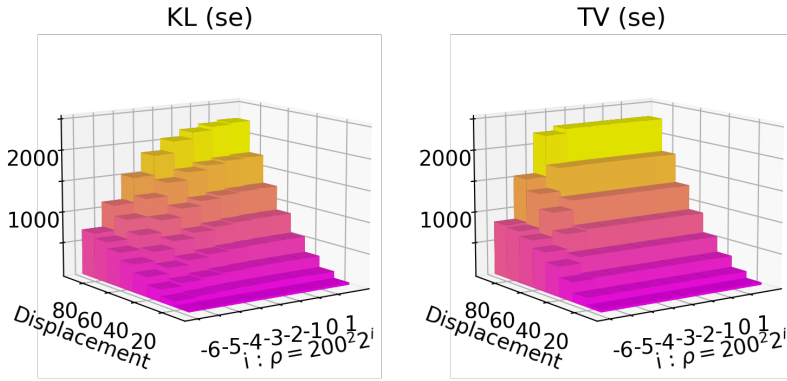 KL (se)
2000
1000
80 60 40 20
Displacement
-6 -5 -4 -3 -2 -1 0 1
i : ρ = 200²2ⁱ
TV (se)
2000
1000
80 60 40 20
Displacement
-6 -5 -4 -3 -2 -1 0 1
i : ρ = 200²2ⁱ